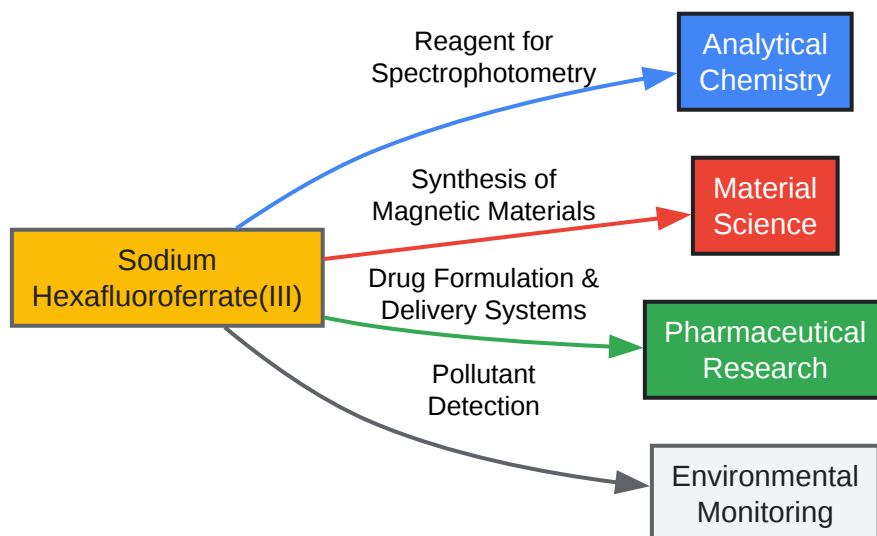 Reagent for
Spectrophotometry
Analytical
Chemistry
Synthesis of
Magnetic Materials
Material
Science
Sodium
Hexafluoroferrate(III)
Drug Formulation &
Delivery Systems
Pharmaceutical
Research
Pollutant
Detection
Environmental
Monitoring